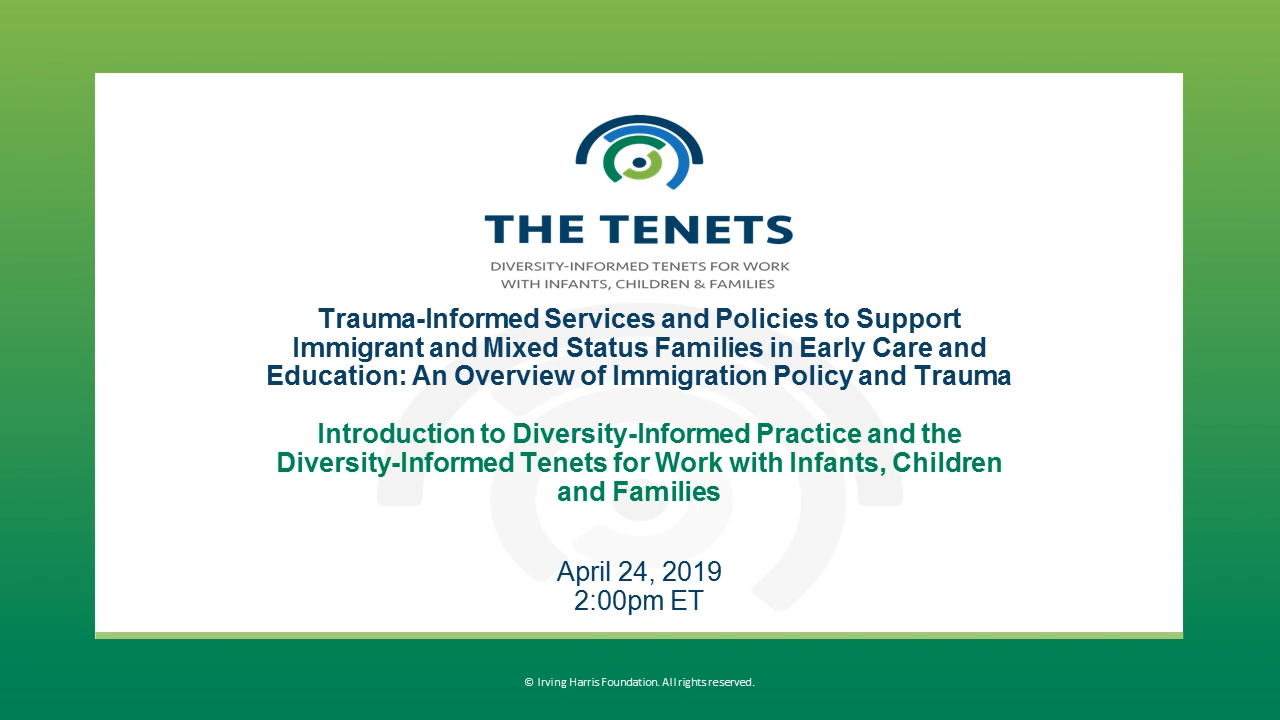 THE TENETS
DIVERSITY-INFORMED TENETS FOR WORK
WITH INFANTS, CHILDREN & FAMILIES
Trauma-Informed Services and Policies to Support
Immigrant and Mixed Status Families in Early Care and
Education: An Overview of Immigration Policy and Trauma
Introduction to Diversity-Informed Practice and the
Diversity-Informed Tenets for Work with Infants, Children
and Families
April 24, 2019
2:00pm ET
© Irving Harris Foundation. All rights reserved.